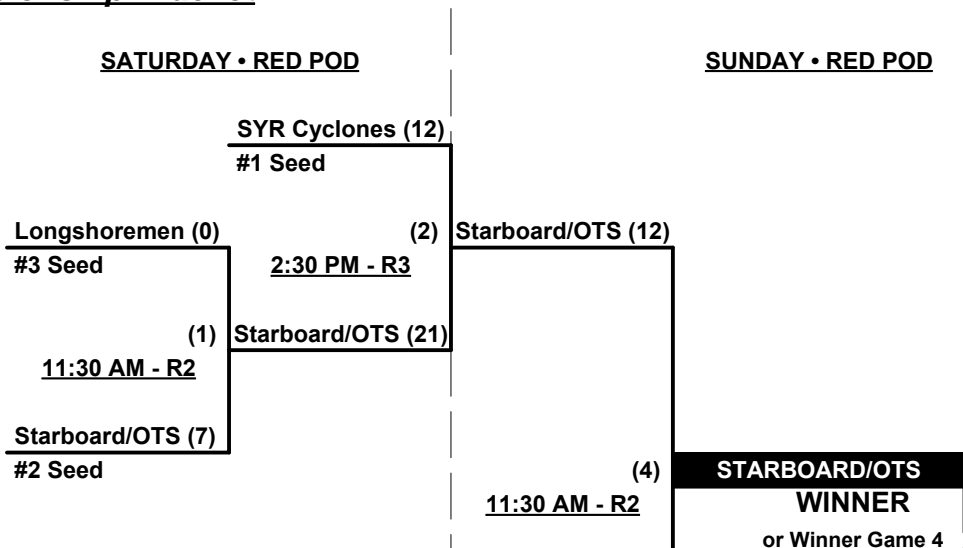 SATURDAY • RED POD
SUNDAY • RED POD
SYR Cyclones (12)
#1 Seed
Longshoremen (0)
(2)
Starboard/OTS (12)
#3 Seed
2:30 PM - R3
(1)
Starboard/OTS (21)
11:30 AM - R2
Starboard/OTS (7)
#2 Seed
(4)
STARBOARD/OTS
11:30 AM - R2
WINNER
or Winner Game 4